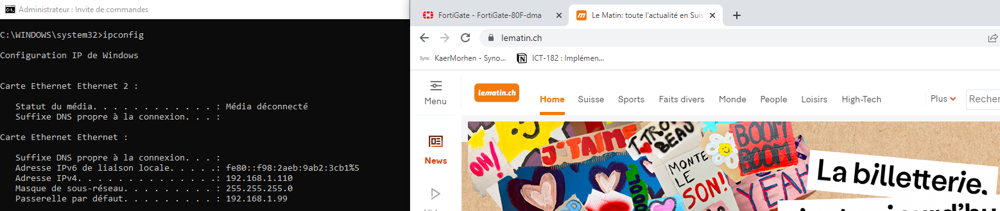 Administrateur : Invite de commandes
C:\WINDOWS\system32>ipconfig
Configuration IP de Windows
Carte Ethernet Ethernet 2 :
Statut du média. . . . . . . . . . . . : Média déconnecté
Suffixe DNS propre à la connexion. . . :
Carte Ethernet Ethernet :
Suffixe DNS propre à la connexion. . . :
Adresse IPv6 de liaison locale. . . . .: fe80::f98:2aeb:9ab2:3cb1%5
Adresse IPv4. . . . . . . . . . . . . .: 192.168.1.110
Masque de sous-réseau. . . . . . . . . : 255.255.255.0
Passerelle par défaut. . . . . . . . . : 192.168.1.99
FortiGate - FortiGate-80F-dma
Le Matin: toute l'actualité en Suis
lematin.ch
Syno KaerMorhen - Syno...
ICT-182 : Implémen...
Menu
lematin.ch
Home Suisse Sports Faits divers Monde People Loisirs High-Tech Plus Recher
News
OH!
J'TAIME
T TROP
BEAU
MONTE
LE
SON!
BOOM
BOOM!
YEAH
La billetterie,